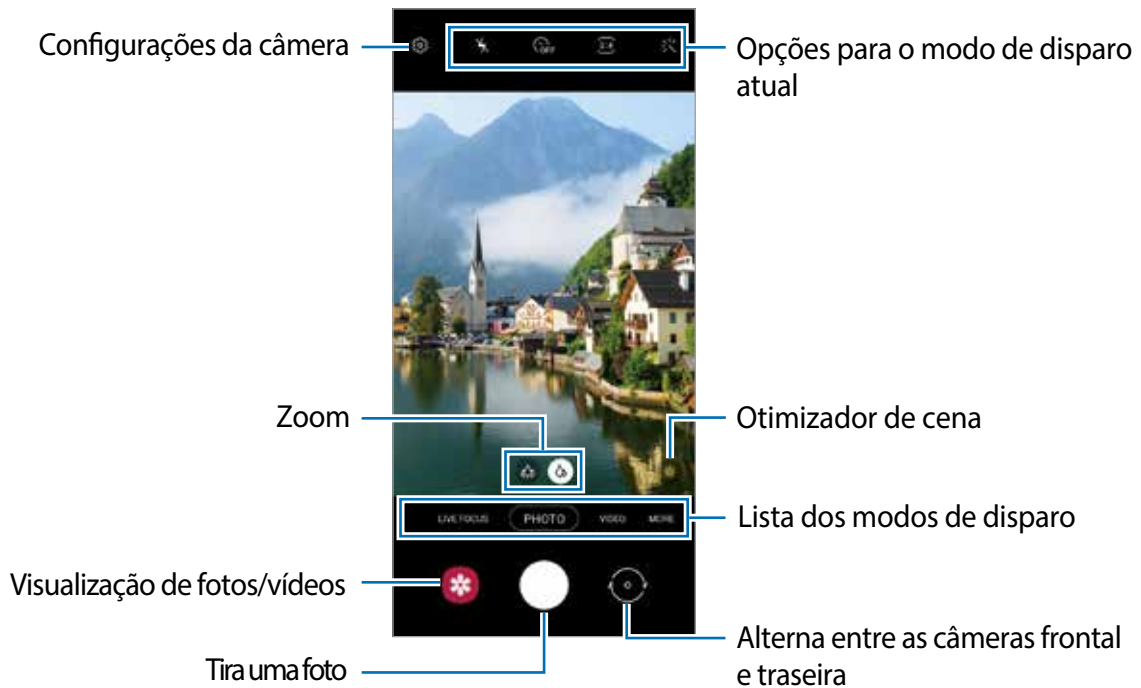 Configurações da câmera
OFF
Opções para o modo de disparo
atual
Zoom
Otimizador de cena
LIVE FOCUS
PHOTO
VIDEO
MORE
Lista dos modos de disparo
Visualização de fotos/vídeos
Tira uma foto
Alterna entre as câmeras frontal
e traseira